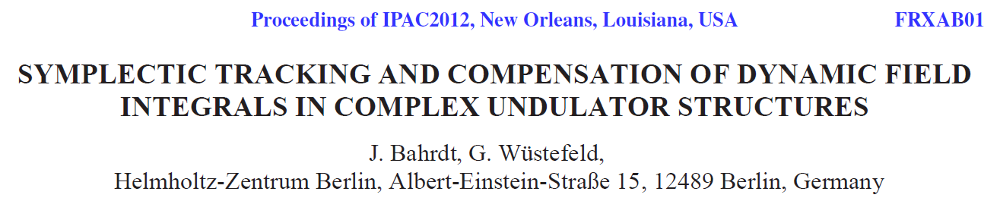 Proceedings of IPAC2012, New Orleans, Louisiana, USA FRXAB01
SYMPLECTIC TRACKING AND COMPENSATION OF DYNAMIC FIELD
INTEGRALS IN COMPLEX UNDULATOR STRUCTURES
J. Bahrdt, G. Wüstefeld,
Helmholtz-Zentrum Berlin, Albert-Einstein-Straße 15, 12489 Berlin, Germany